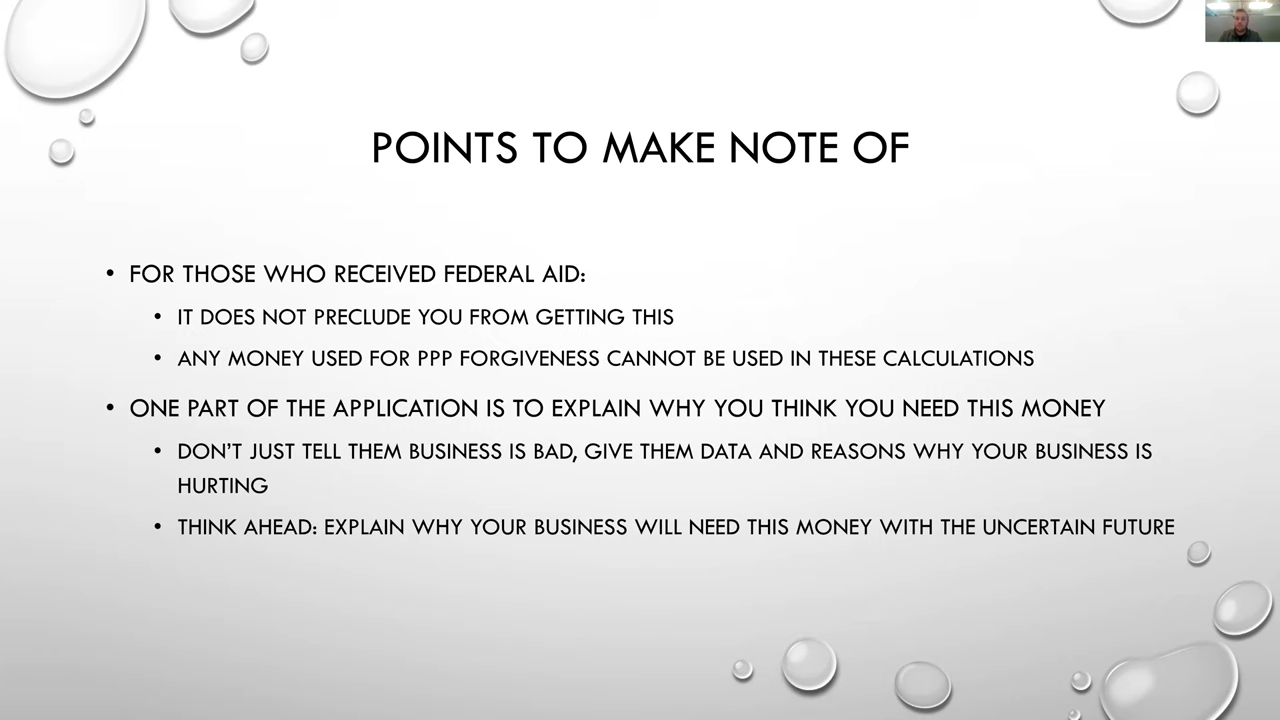 POINTS TO MAKE NOTE OF
• FOR THOSE WHO RECEIVED FEDERAL AID:
• IT DOES NOT PRECLUDE YOU FROM GETTING THIS
• ANY MONEY USED FOR PPP FORGIVENESS CANNOT BE USED IN THESE CALCULATIONS
• ONE PART OF THE APPLICATION IS TO EXPLAIN WHY YOU THINK YOU NEED THIS MONEY
• DON’T JUST TELL THEM BUSINESS IS BAD, GIVE THEM DATA AND REASONS WHY YOUR BUSINESS IS
HURTING
• THINK AHEAD: EXPLAIN WHY YOUR BUSINESS WILL NEED THIS MONEY WITH THE UNCERTAIN FUTURE